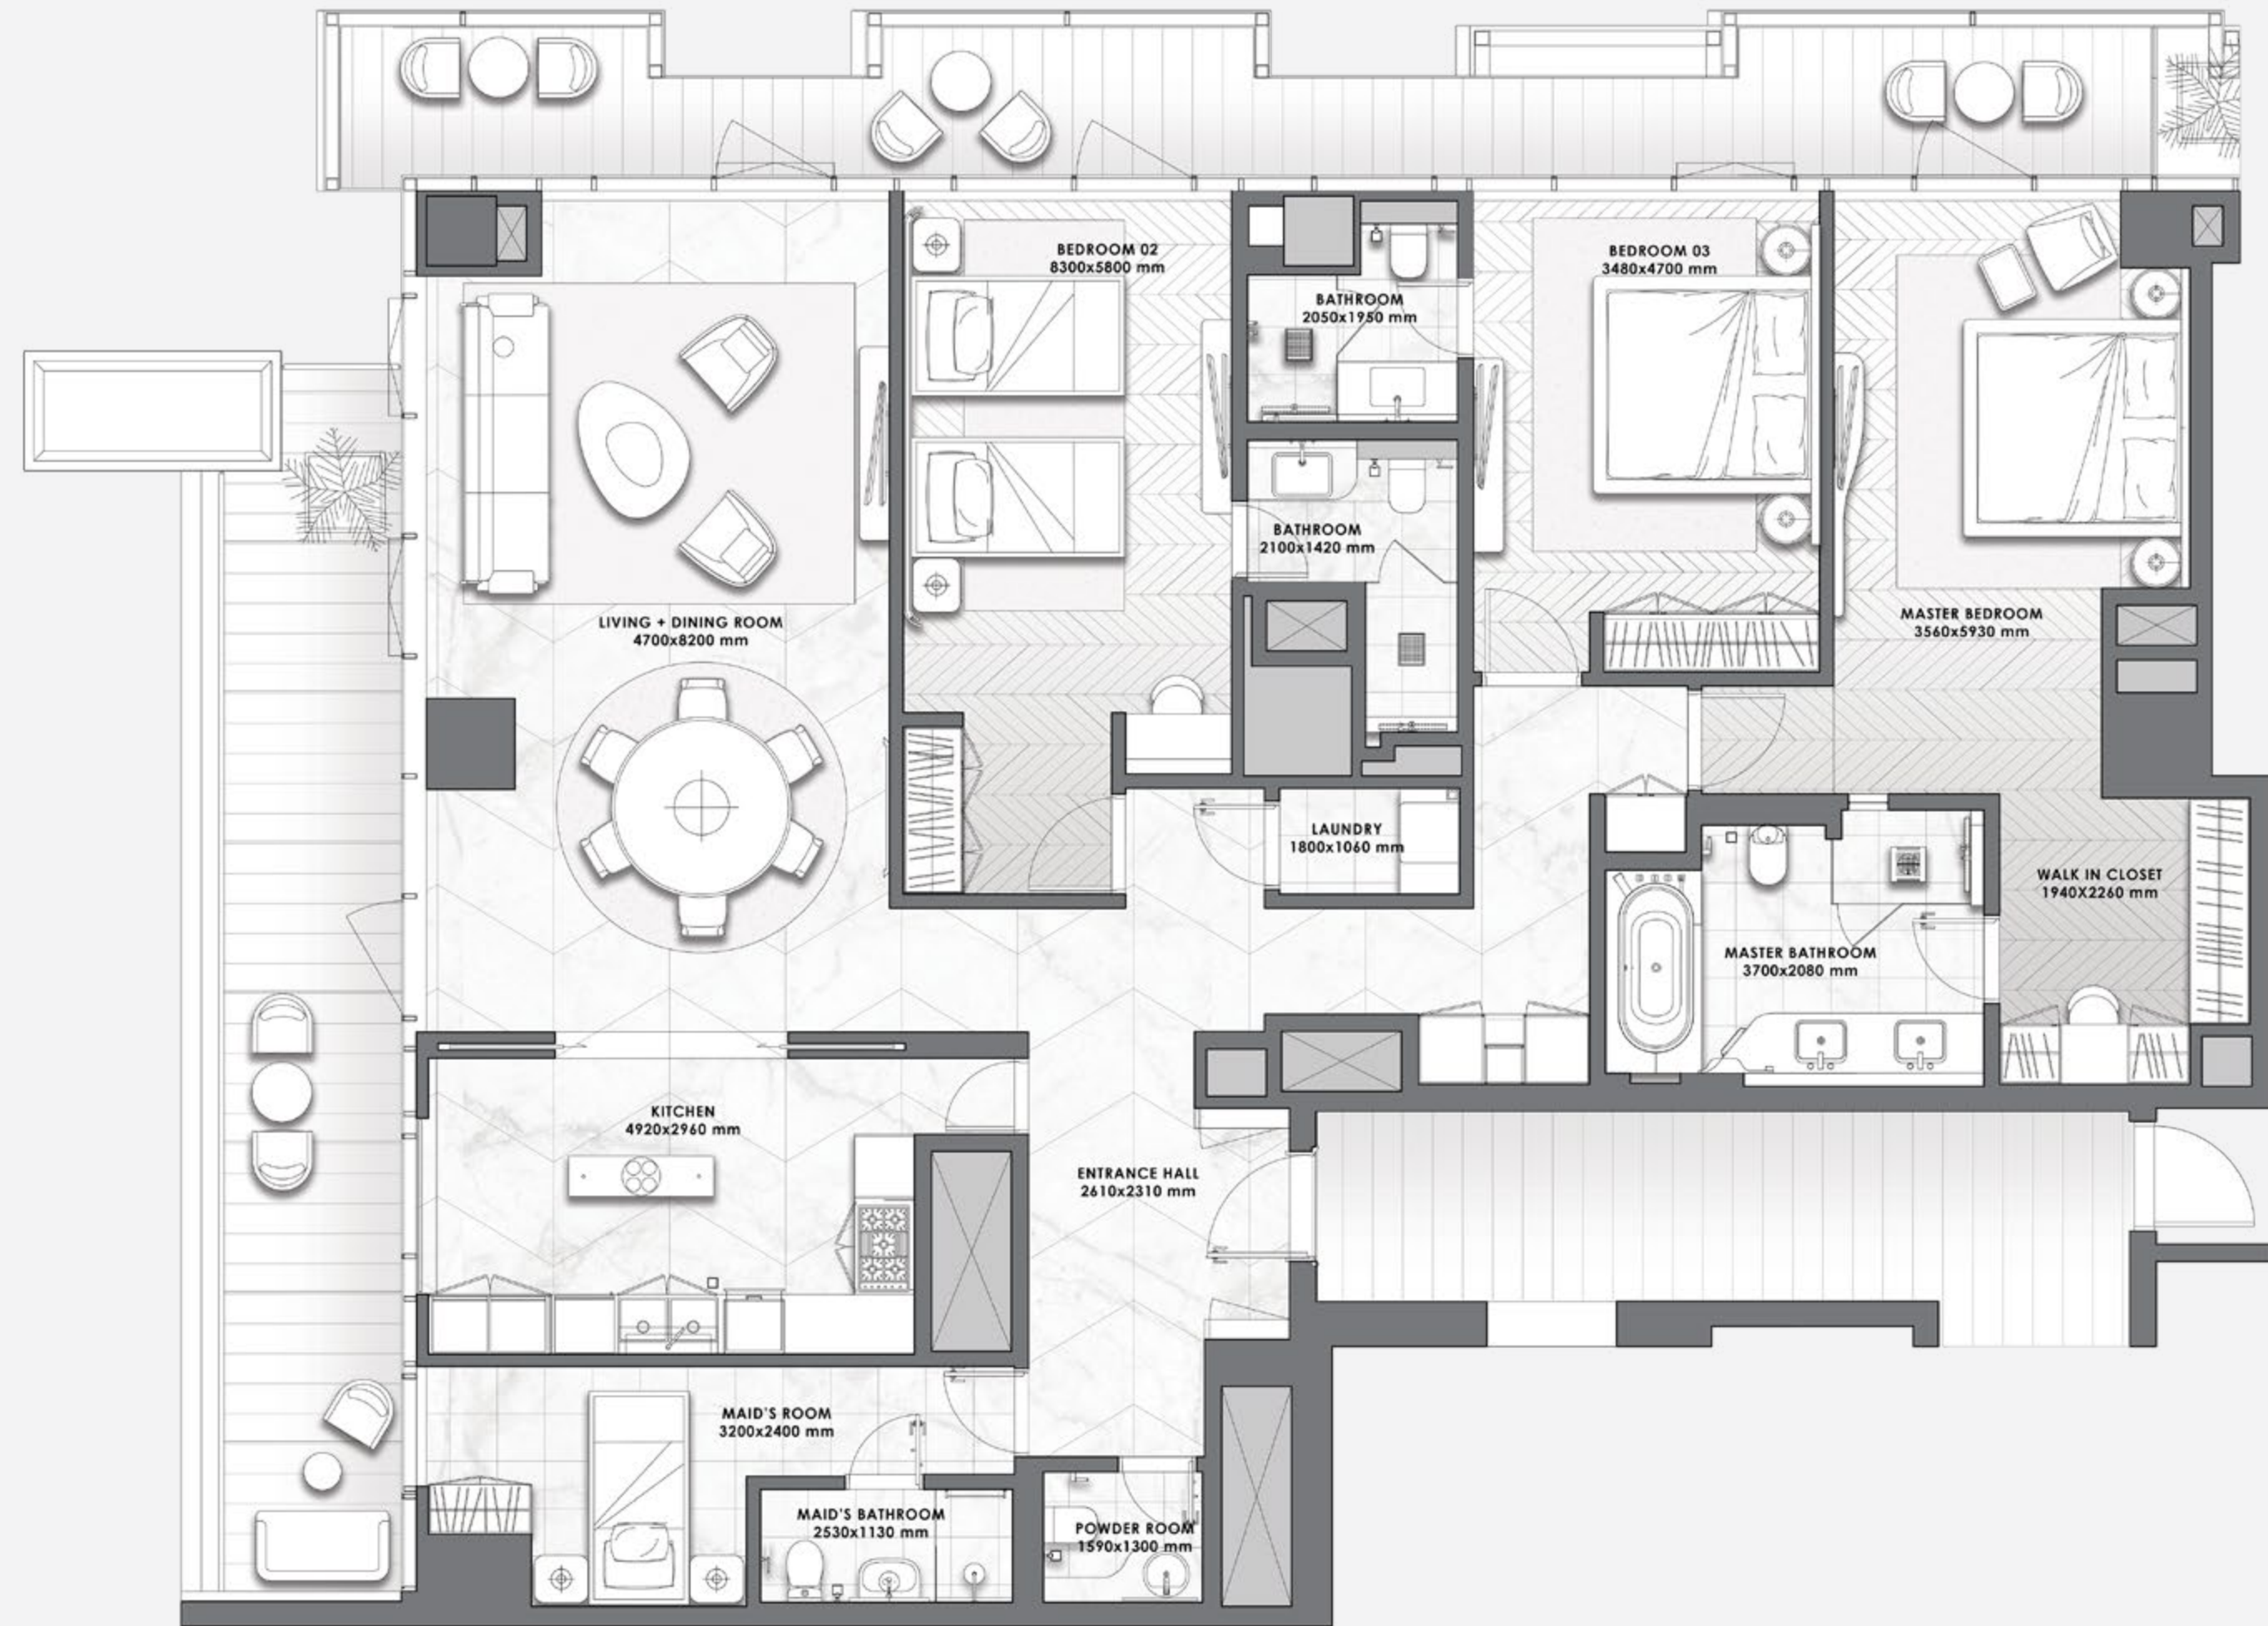 BEDROOM 02
8300x5800 mm
BEDROOM 03
3480x4700 mm
BATHROOM
2050x1950 mm
BATHROOM
2100x1420 mm
LIVING + DINING ROOM
4700x8200 mm
MASTER BEDROOM
3560x5930 mm
LAUNDRY
1800x1060 mm
WALK IN CLOSET
1940X2260 mm
MASTER BATHROOM
3700x2080 mm
KITCHEN
4920x2960 mm
ENTRANCE HALL
2610x2310 mm
MAID'S ROOM
3200x2400 mm
MAID'S BATHROOM
2530x1130 mm
POWDER ROOM
1590x1300 mm